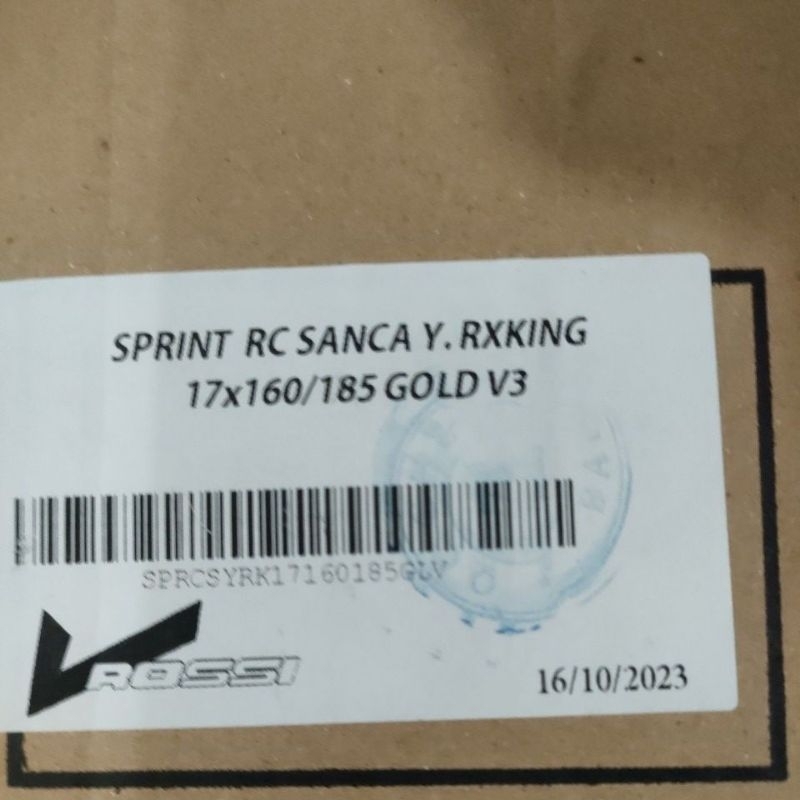 SPRINT RC SANCA Y. RXKING
17x160/185 GOLD V3
SPRCSYRK17160185GLV
V ROSSI
16/10/2023